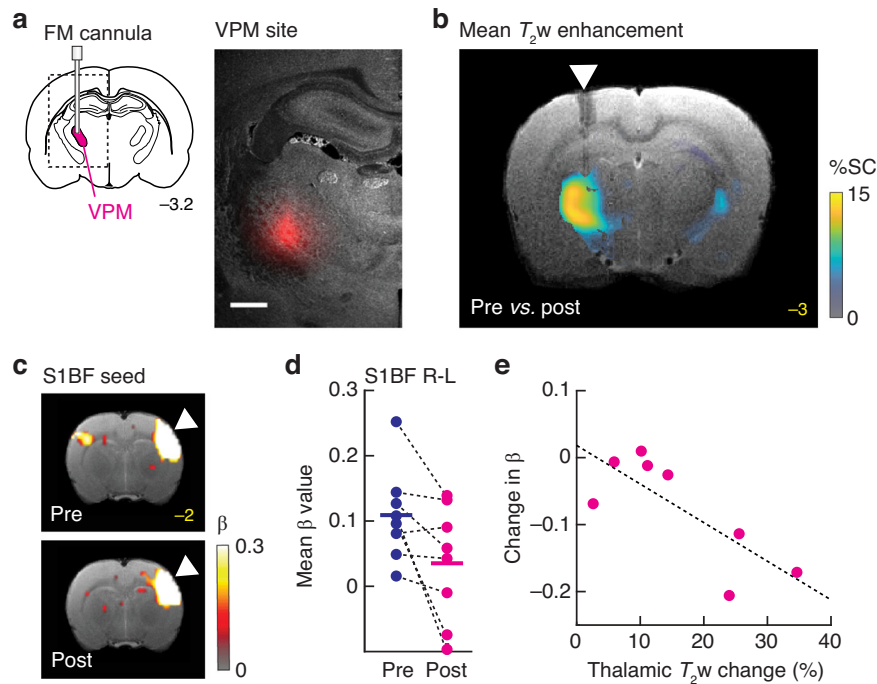 a
FM cannula
VPM site
VPM
−3.2
b
Mean T2w enhancement
%SC
15
0
Pre vs. post
−3
c
S1BF seed
Pre
−2
Post
β
0.3
0
d
S1BF R-L
0.3
0.2
0.1
0
Mean β value
Pre Post
e
0.1
0
−0.1
−0.2
Change in β
0 10 20 30 40
Thalamic T2w change (%)